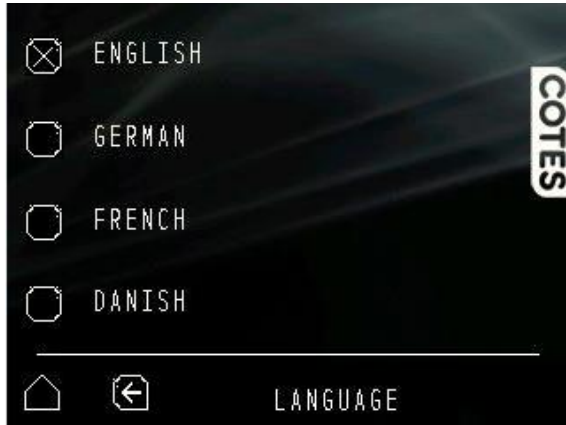 ENGLISH
GERMAN
FRENCH
DANISH
LANGUAGE
COTES